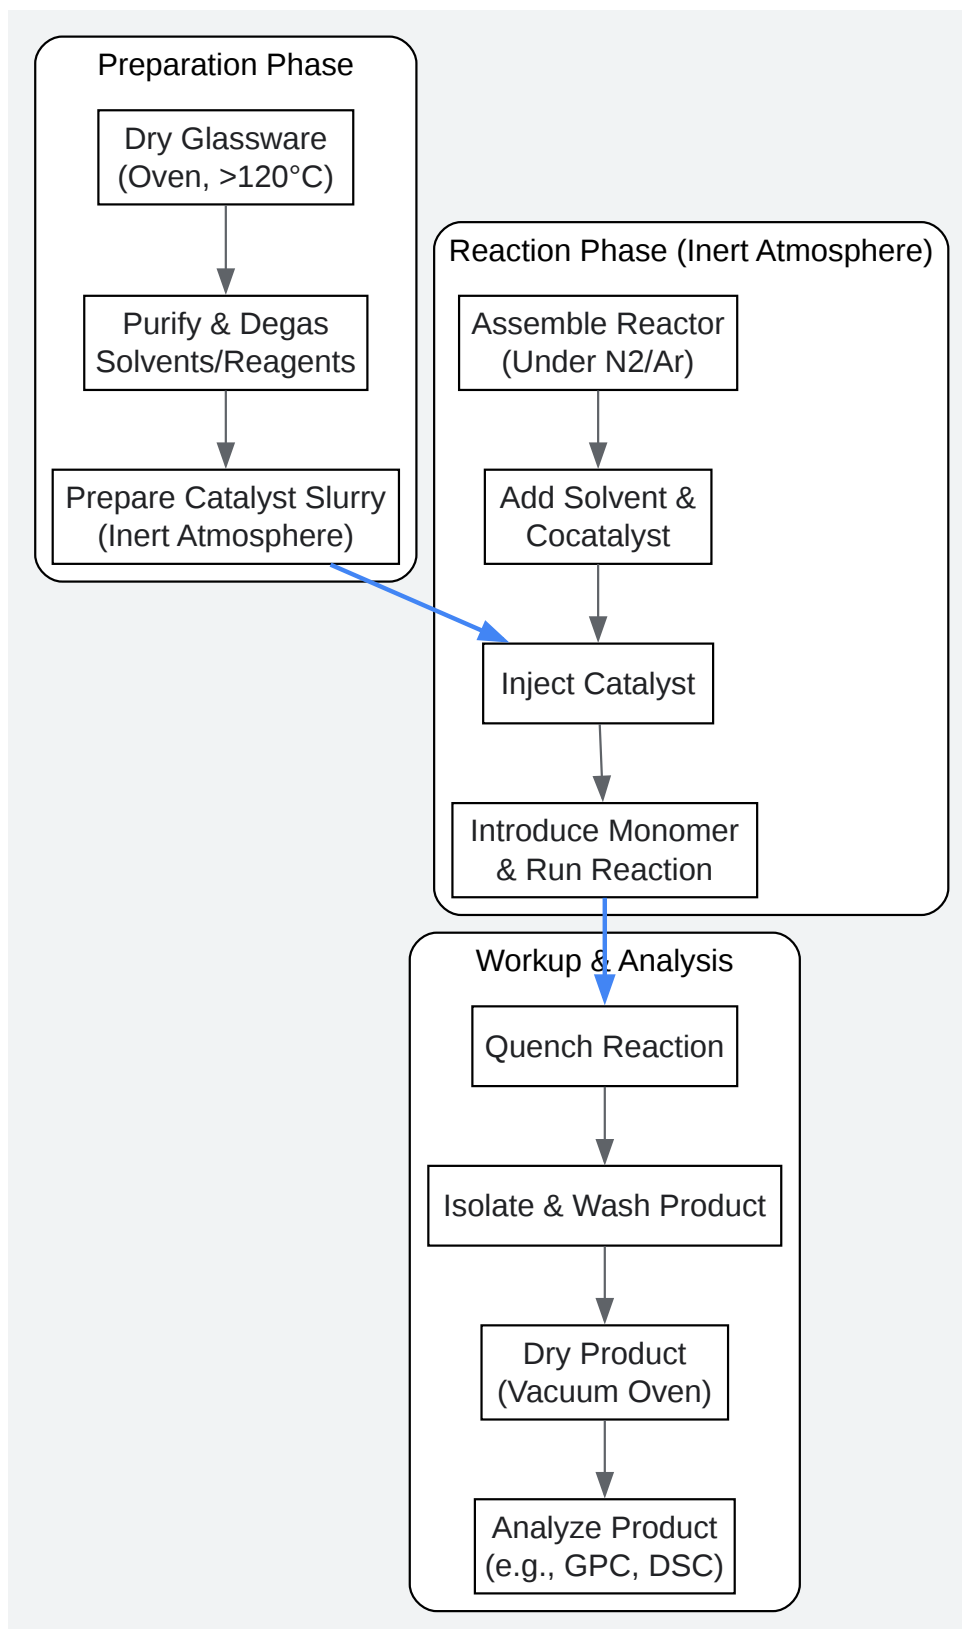 Preparation Phase
Dry Glassware
(Oven, >120°C)
Purify & Degas
Solvents/Reagents
Prepare Catalyst Slurry
(Inert Atmosphere)
Reaction Phase (Inert Atmosphere)
Assemble Reactor
(Under N2/Ar)
Add Solvent &
Cocatalyst
Inject Catalyst
Introduce Monomer
& Run Reaction
Workup & Analysis
Quench Reaction
Isolate & Wash Product
Dry Product
(Vacuum Oven)
Analyze Product
(e.g., GPC, DSC)